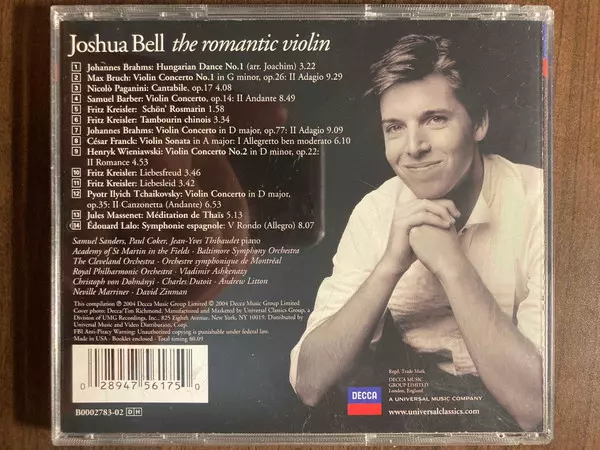 Joshua Bell the romantic violin
1 Johannes Brahms: Hungarian Dance No.1 (arr. Joachim) 3.22
2 Max Bruch: Violin Concerto No.1 in G minor, op.26: II Adagio 9.29
3 Nicolò Paganini: Cantabile, op.17 4.08
4 Samuel Barber: Violin Concerto, op.14: II Andante 8.49
5 Fritz Kreisler: Schön' Rosmarin 1.58
6 Fritz Kreisler: Tambourin chinois 3.34
7 Johannes Brahms: Violin Concerto in D major, op.77: II Adagio 9.09
8 César Franck: Violin Sonata in A major: I Allegretto ben moderato 6.10
9 Henryk Wieniawski: Violin Concerto No.2 in D minor, op.22:
II Romance 4.53
10 Fritz Kreisler: Liebesfreud 3.46
11 Fritz Kreisler: Liebesleid 3.42
12 Pyotr Ilyich Tchaikovsky: Violin Concerto in D major,
op.35: II Canzonetta (Andante) 6.53
13 Jules Massenet: Méditation de Thaïs 5.13
14 Édouard Lalo: Symphonie espagnole: V Rondo (Allegro) 8.07
Samuel Sanders, Paul Coker, Jean-Yves Thibaudet piano
Academy of St Martin in the Fields · Baltimore Symphony Orchestra
The Cleveland Orchestra · Orchestre symphonique de Montréal
Royal Philharmonic Orchestra · Vladimir Ashkenazy
Christoph von Dohnányi · Charles Dutoit · Andrew Litton
Neville Marriner · David Zinman
This compilation ℗ 2004 Decca Music Group Limited © 2004 Decca Music Group Limited
Cover photo: Decca/Tim Richmond. Manufactured and Marketed by Universal Classics Group, a
Division of UMG Recordings, Inc., 825 Eighth Avenue, New York, NY 10019. Distributed by
Universal Music and Video Distribution, Corp.
FBI Anti-Piracy Warning: Unauthorized copying is punishable under federal law.
Made in USA · Booklet enclosed · Total timing 80.09
0 28947 56175 0
B0002783-02 DH
Regd. Trade Mark
DECCA MUSIC
GROUP LIMITED
London, England
DECCA
A UNIVERSAL MUSIC COMPANY
www.universalclassics.com